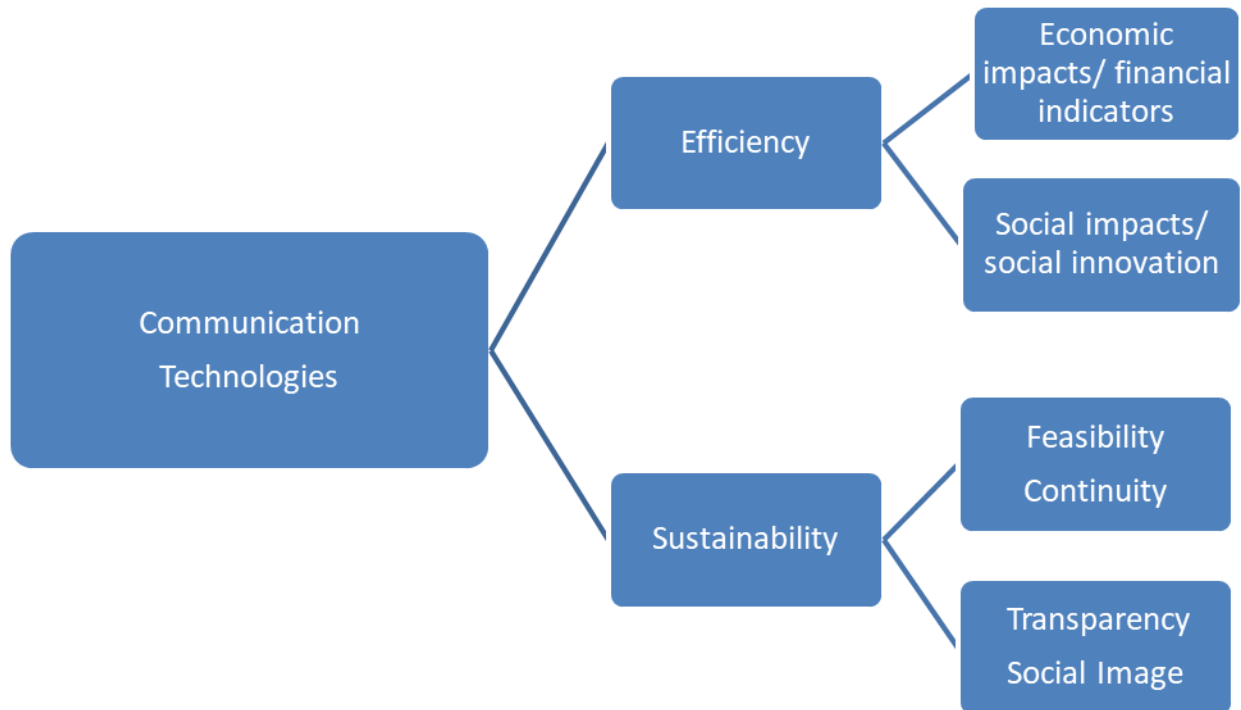 Communication
Technologies
Efficiency
Economic
impacts/ financial
indicators
Social impacts/
social innovation
Sustainability
Feasibility
Continuity
Transparency
Social Image